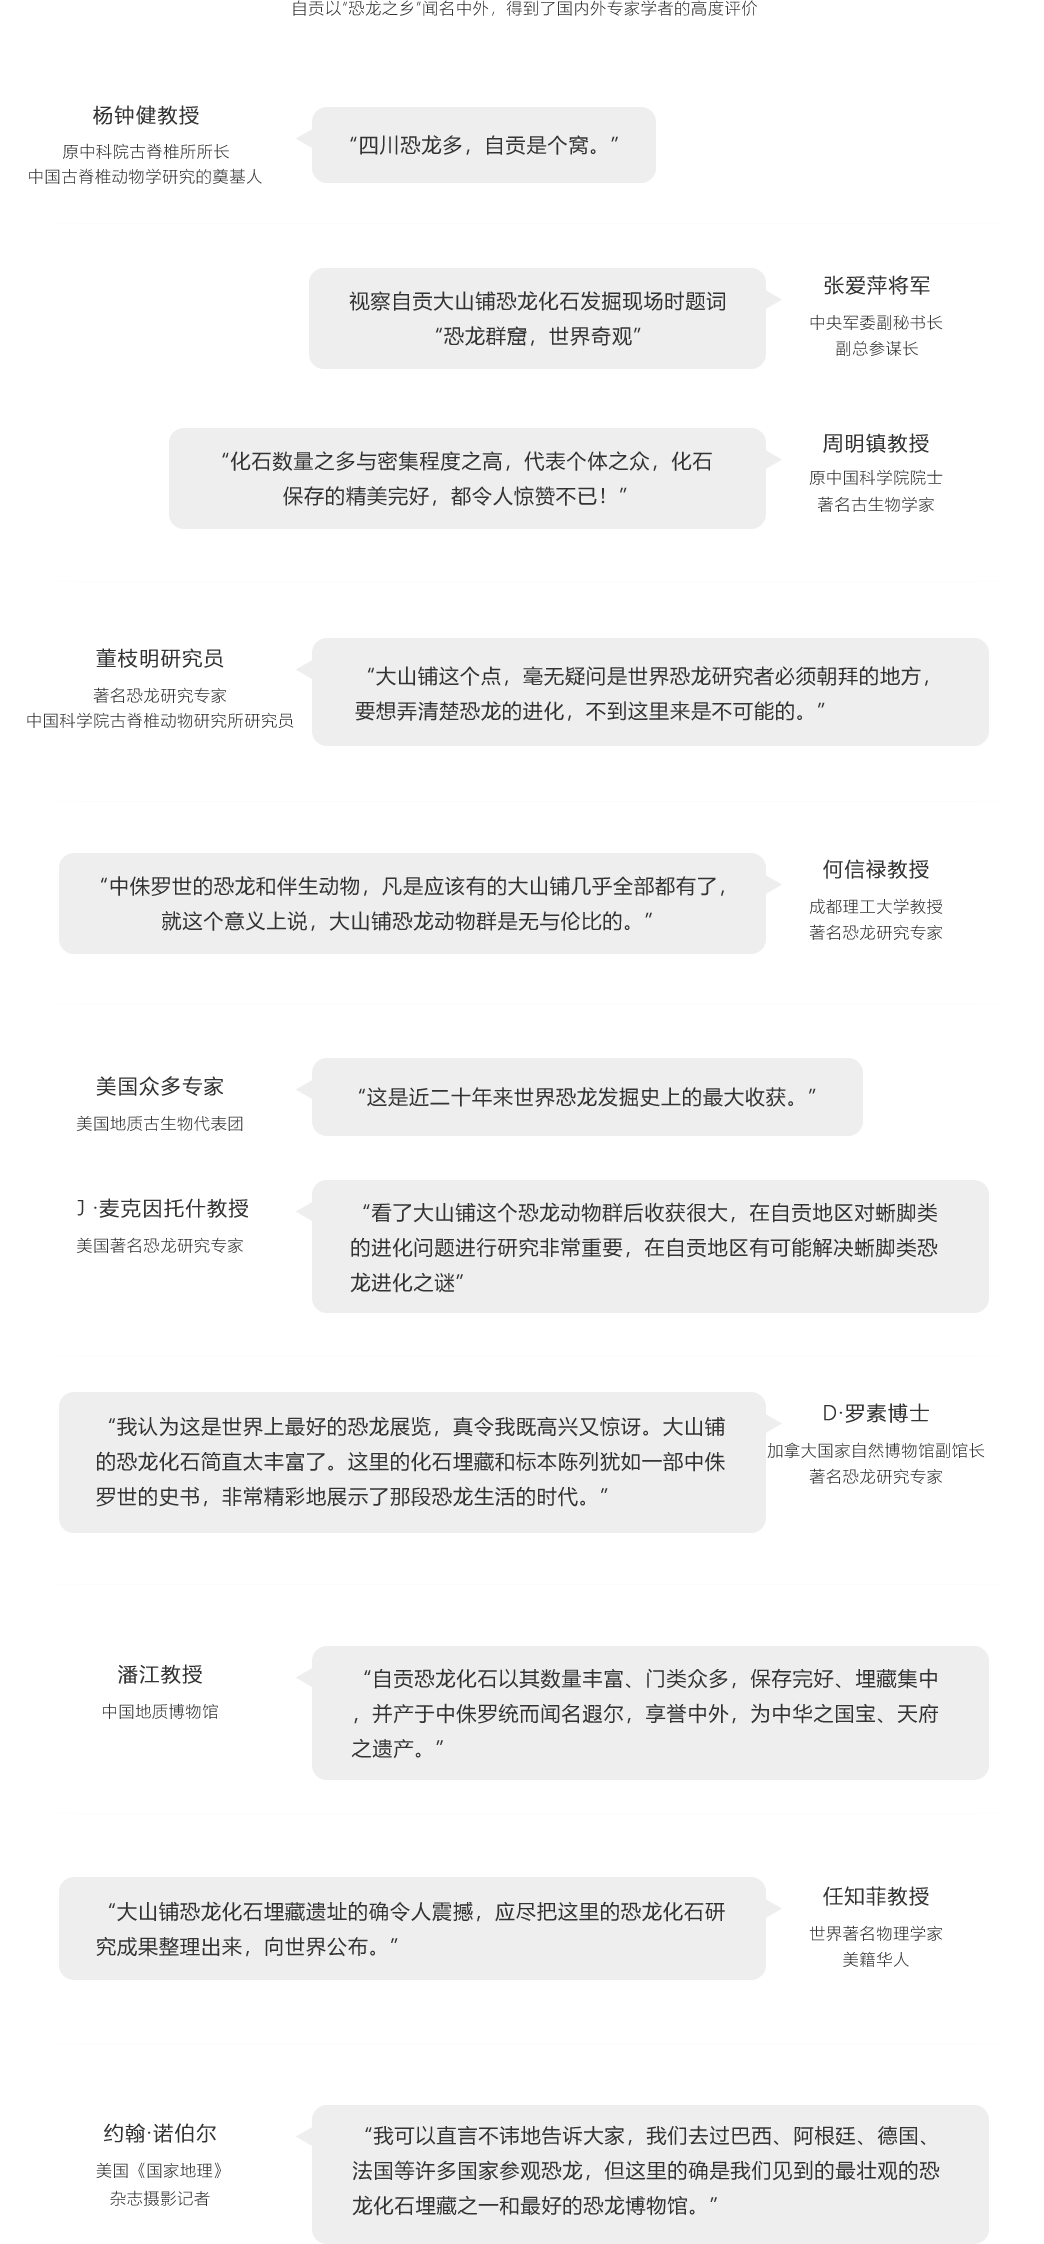 自贡以“恐龙之乡”闻名中外，得到了国内外专家学者的高度评价
杨钟健教授
原中科院古脊椎所所长
中国古脊椎动物学研究的奠基人
“四川恐龙多，自贡是个窝。”
视察自贡大山铺恐龙化石发掘现场时题词
“恐龙群窟，世界奇观”
张爱萍将军
中央军委副秘书长
副总参谋长
“化石数量之多与密集程度之高，代表个体之众，化石
保存的精美完好，都令人惊赞不已！”
周明镇教授
原中国科学院院士
著名古生物学家
董枝明研究员
著名恐龙研究专家
中国科学院古脊椎动物研究所研究员
“大山铺这个点，毫无疑问是世界恐龙研究者必须朝拜的地方，
要想弄清楚恐龙的进化，不到这里来是不可能的。”
“中侏罗世的恐龙和伴生动物，凡是应该有的大山铺几乎全部都有了，
就这个意义上说，大山铺恐龙动物群是无与伦比的。”
何信禄教授
成都理工大学教授
著名恐龙研究专家
美国众多专家
美国地质古生物代表团
“这是近二十年来世界恐龙发掘史上的最大收获。”
J ·麦克因托什教授
美国著名恐龙研究专家
“看了大山铺这个恐龙动物群后收获很大，在自贡地区对蜥脚类
的进化问题进行研究非常重要，在自贡地区有可能解决蜥脚类恐
龙进化之谜”
“我认为这是世界上最好的恐龙展览，真令我既高兴又惊讶。大山铺
的恐龙化石简直太丰富了。这里的化石埋藏和标本陈列犹如一部中侏
罗世的史书，非常精彩地展示了那段恐龙生活的时代。”
D·罗素博士
加拿大国家自然博物馆副馆长
著名恐龙研究专家
潘江教授
中国地质博物馆
“自贡恐龙化石以其数量丰富、门类众多，保存完好、埋藏集中
，并产于中侏罗统而闻名遐尔，享誉中外，为中华之国宝、天府
之遗产。”
“大山铺恐龙化石埋藏遗址的确令人震撼，应尽把这里的恐龙化石研
究成果整理出来，向世界公布。”
任知菲教授
世界著名物理学家
美籍华人
约翰·诺伯尔
美国《国家地理》
杂志摄影记者
“我可以直言不讳地告诉大家，我们去过巴西、阿根廷、德国、
法国等许多国家参观恐龙，但这里的确是我们见到的最壮观的恐
龙化石埋藏之一和最好的恐龙博物馆。”